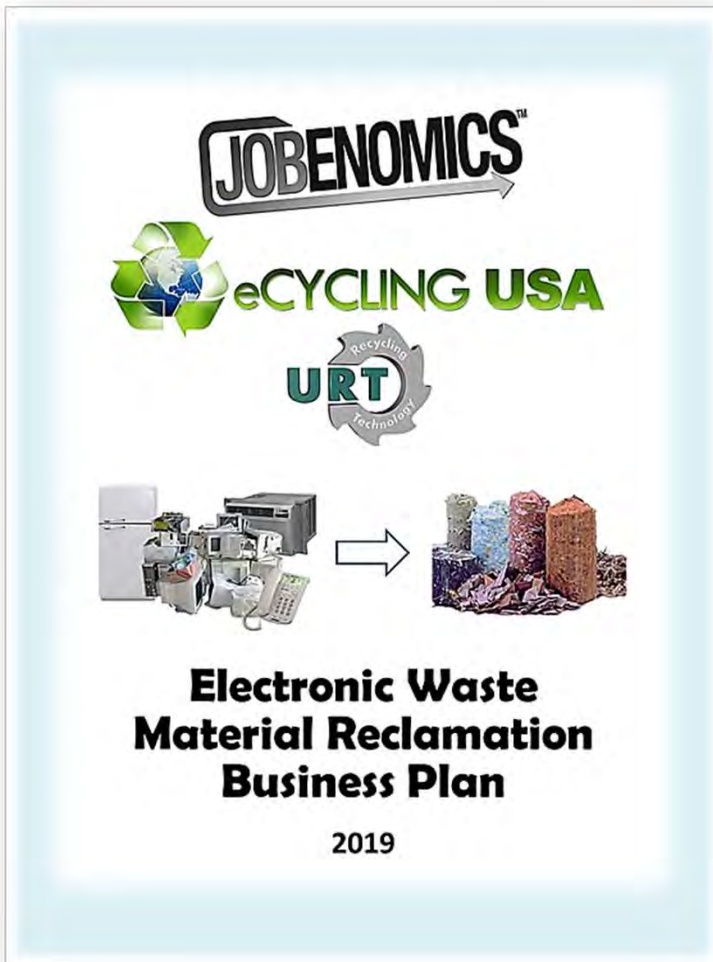 JOBENOMICS™
eCYCLING USA
Recycling
URT
Technology
Electronic Waste
Material Reclamation
Business Plan
2019